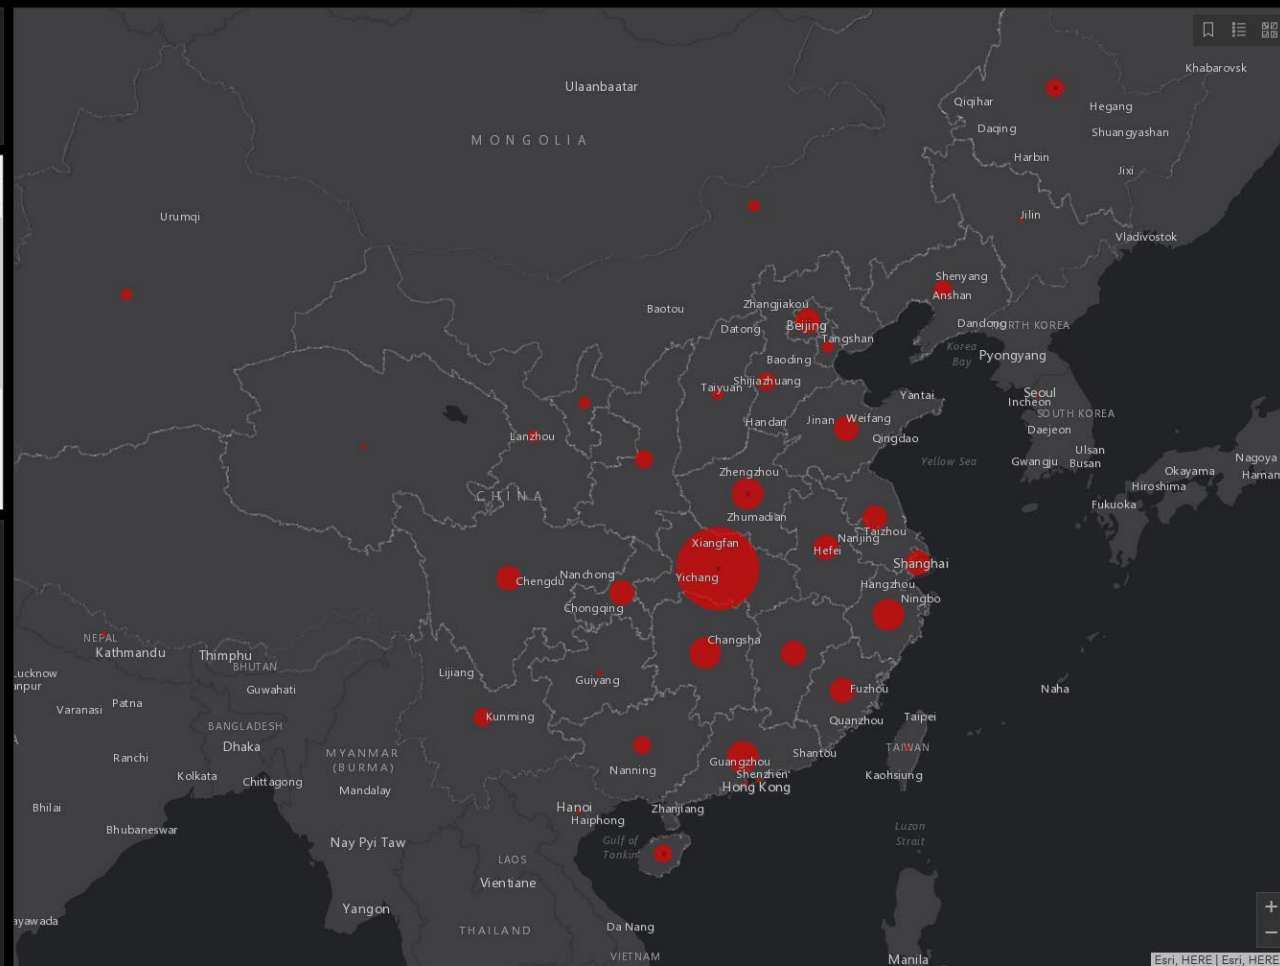 Khabarovsk
Ulaanbaatar
Qiqihar
Hegang
Daqing
Shuangyashan
MONGOLIA
Harbin
Jixi
Urumqi
Jilin
Vladivostok
Shenyang
Anshan
Zhangjiakou
Baotou
Datong
Beijing
Dandong
Tangshan
Korea
Bay
Pyongyang
Baoding
Taiyuan
Shijiazhuang
Seoul
Yantai
Incheon
SOUTH KOREA
Handan
Jinan
Weifang
Daejeon
Lanzhou
Qingdao
Ulsan
Yellow Sea
Gwangju
Busan
Nagoya
Okayama
Hiroshima
Zhengzhou
CHINA
Fukuoka
Zhumadian
Taizhou
Xiangfan
Nanjing
Hefei
Shanghai
Nanchong
Yichang
Chengdu
Hangzhou
Ningbo
Chongqing
NEPAL
Kathmandu
Thimphu
BHUTAN
Changsha
Lijiang
Guiyang
Guwahati
Fuzhou
Naha
Patna
Varanasi
Kunming
Quanzhou
Taipei
BANGLADESH
Dhaka
MYANMAR
(BURMA)
TAIWAN
Shantou
Ranchi
Guangzhou
Nanning
Shenzhen
Kolkata
Chittagong
Kaohsiung
Hong Kong
Mandalay
Hanoi
Bhilai
Haiphong
Zhanjiang
Bhubaneswar
Luzon
Strait
Nay Pyi Taw
Gulf of
Tonkin
LAOS
Vientiane
Yangon
Da Nang
THAILAND
VIETNAM
Manila
Esri, HERE | Esri, HERE